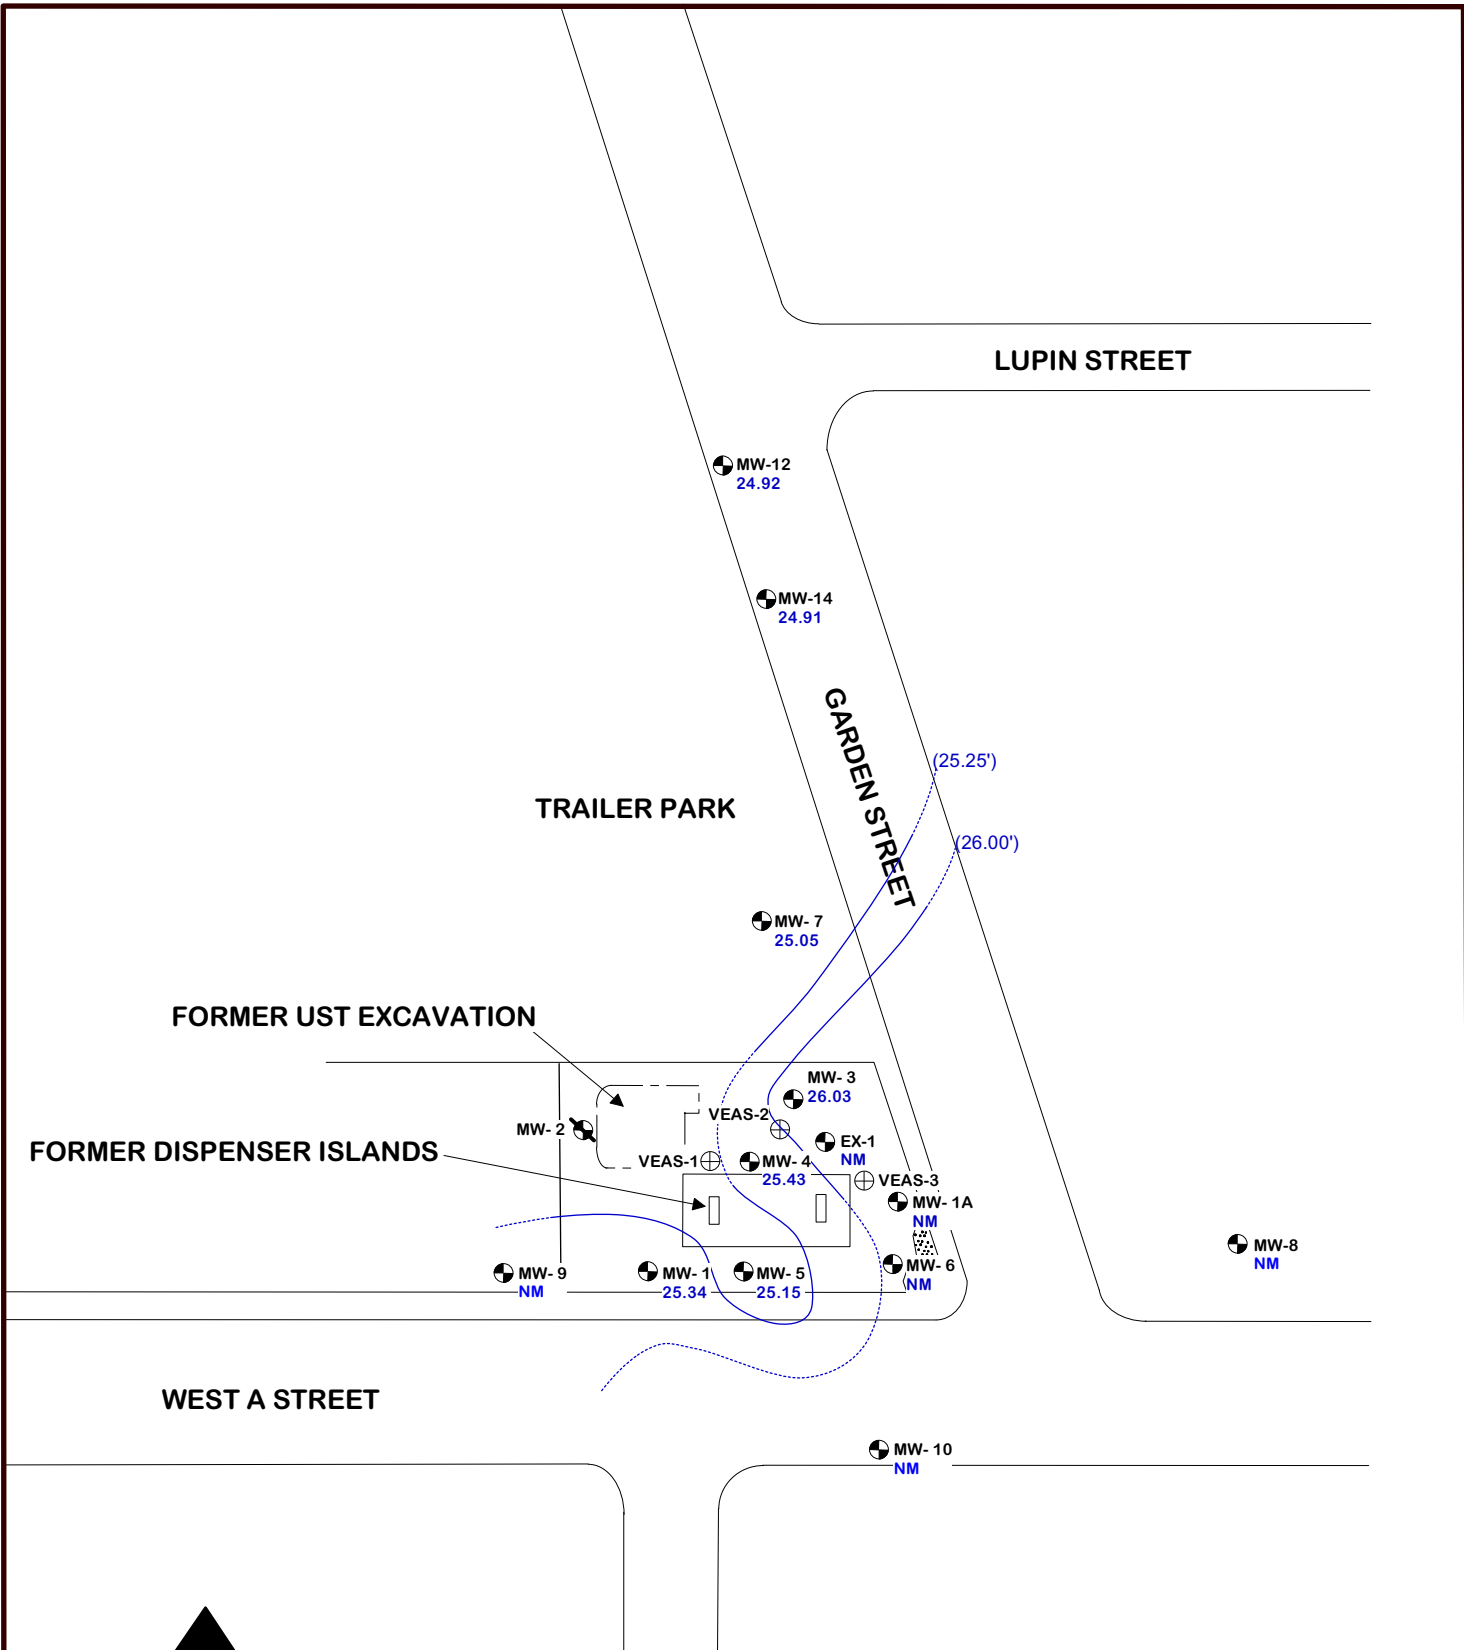 LUPIN STREET
MW-12
24.92
MW-14
24.91
GARDEN STREET
(25.25')
TRAILER PARK
(26.00')
MW- 7
25.05
FORMER UST EXCAVATION
MW- 3
26.03
VEAS-2
MW- 2
EX-1
NM
FORMER DISPENSER ISLANDS
VEAS-1
MW- 4
25.43
VEAS-3
MW- 1A
NM
MW-8
NM
MW- 6
NM
MW- 9
NM
MW- 1
25.34
MW- 5
25.15
WEST A STREET
MW- 10
NM